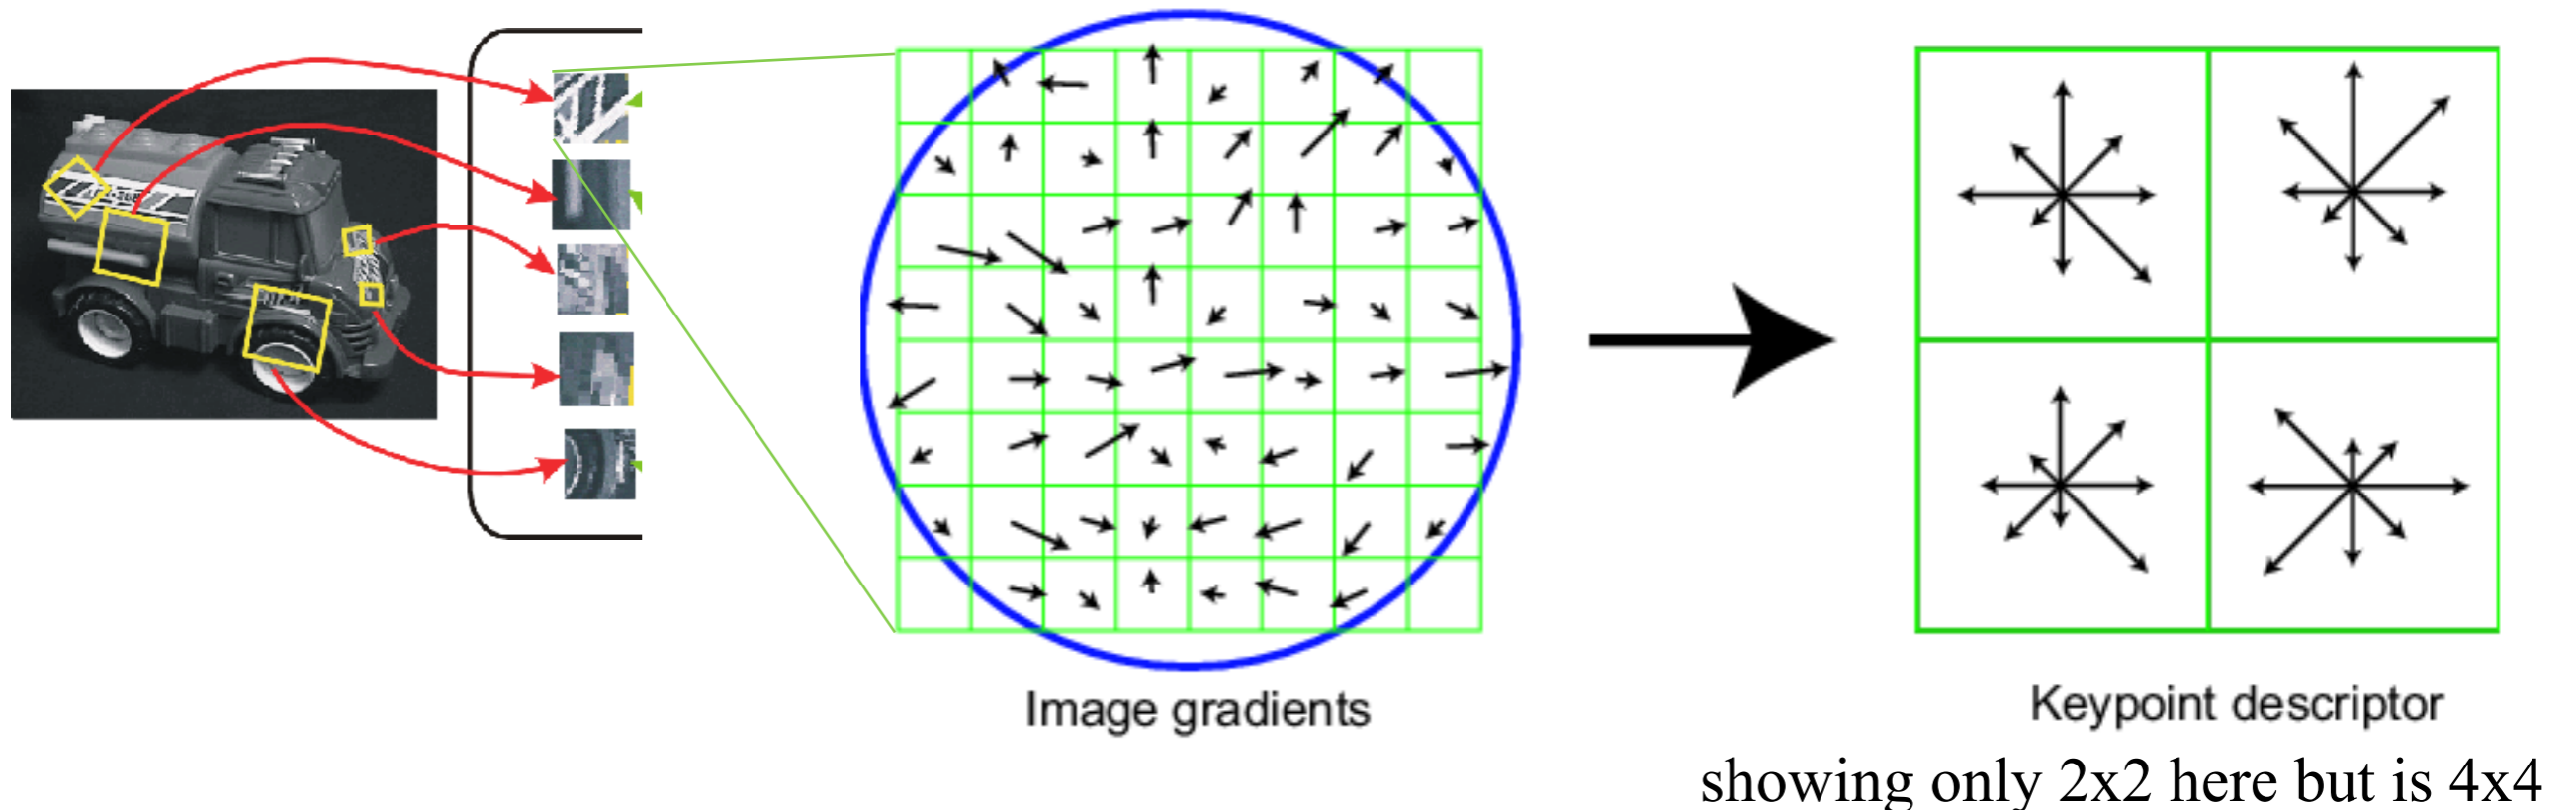 Image gradients
Keypoint descriptor
showing only 2x2 here but is 4x4